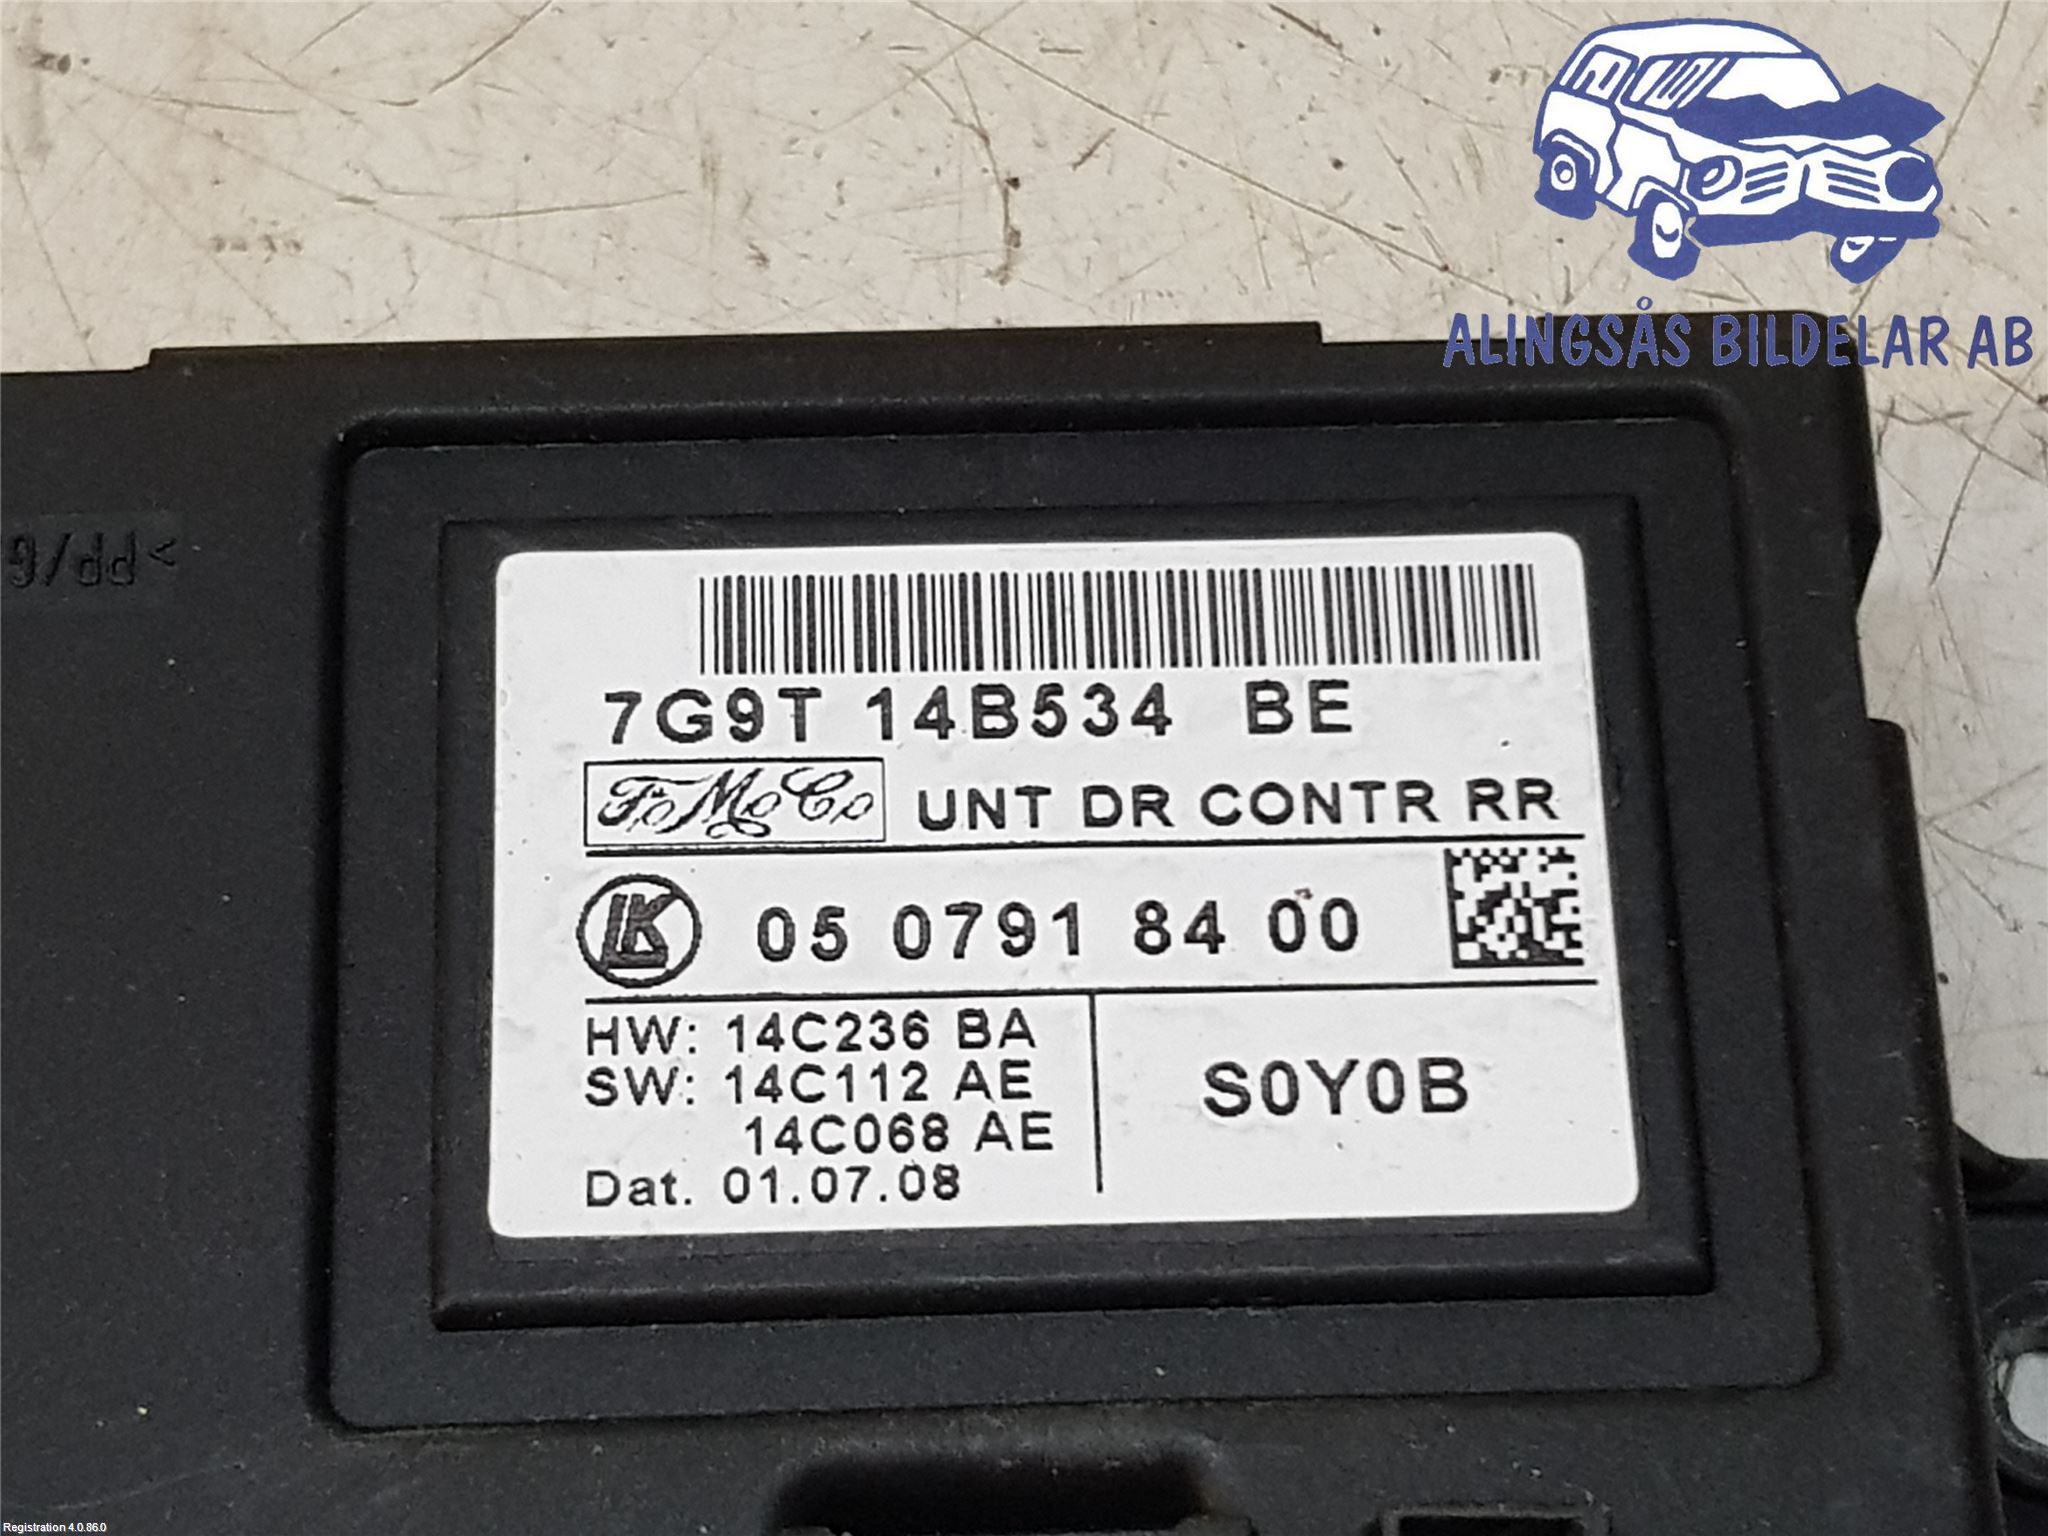 ALINGSÅS BILDELAR AB
>PP/G
7G9T 14B534 BE
FoMoCo UNT DR CONTR RR
LK 05 0791 84 00
HW: 14C236 BA
SW: 14C112 AE
14C068 AE
Dat. 01.07.08
S0Y0B
Registration 4.0.86.0